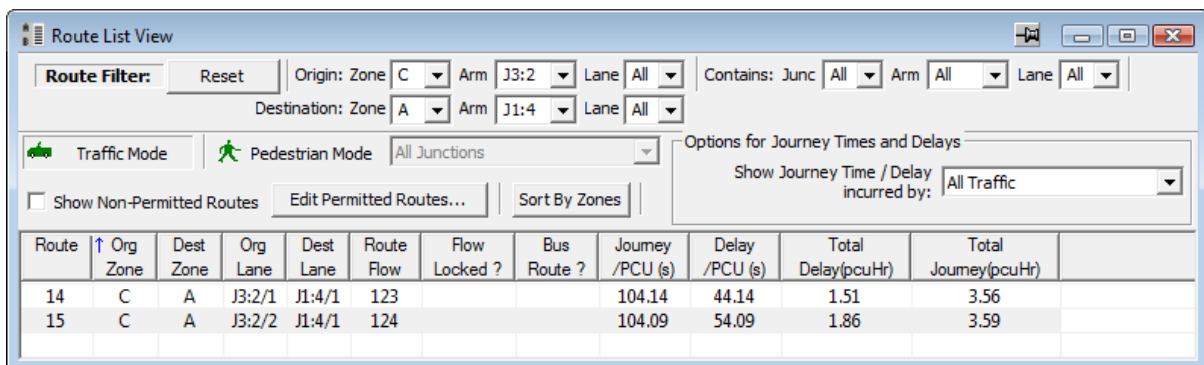 Route List View
Route Filter: Reset Origin: Zone C Arm J3:2 Lane All Contains: Junc All Arm All Lane All
Destination: Zone A Arm J1:4 Lane All
Traffic Mode Pedestrian Mode All Junctions Options for Journey Times and Delays
Show Journey Time / Delay incurred by: All Traffic
Show Non-Permitted Routes Edit Permitted Routes... Sort By Zones
Route Org Zone Dest Zone Org Lane Dest Lane Route Flow Flow Locked ? Bus Route ? Journey /PCU (s) Delay /PCU (s) Total Delay(pcuHr) Total Journey(pcuHr)
14 C A J3:2/1 J1:4/1 123 104.14 44.14 1.51 3.56
15 C A J3:2/2 J1:4/1 124 104.09 54.09 1.86 3.59